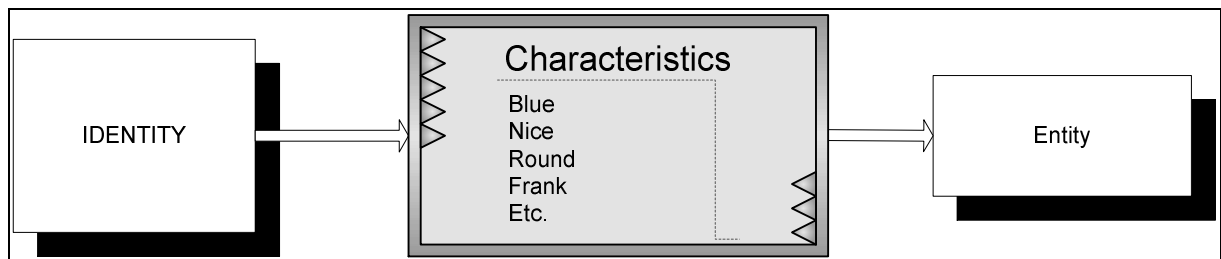 IDENTITY
Characteristics
Blue
Nice
Round
Frank
Etc.
Entity